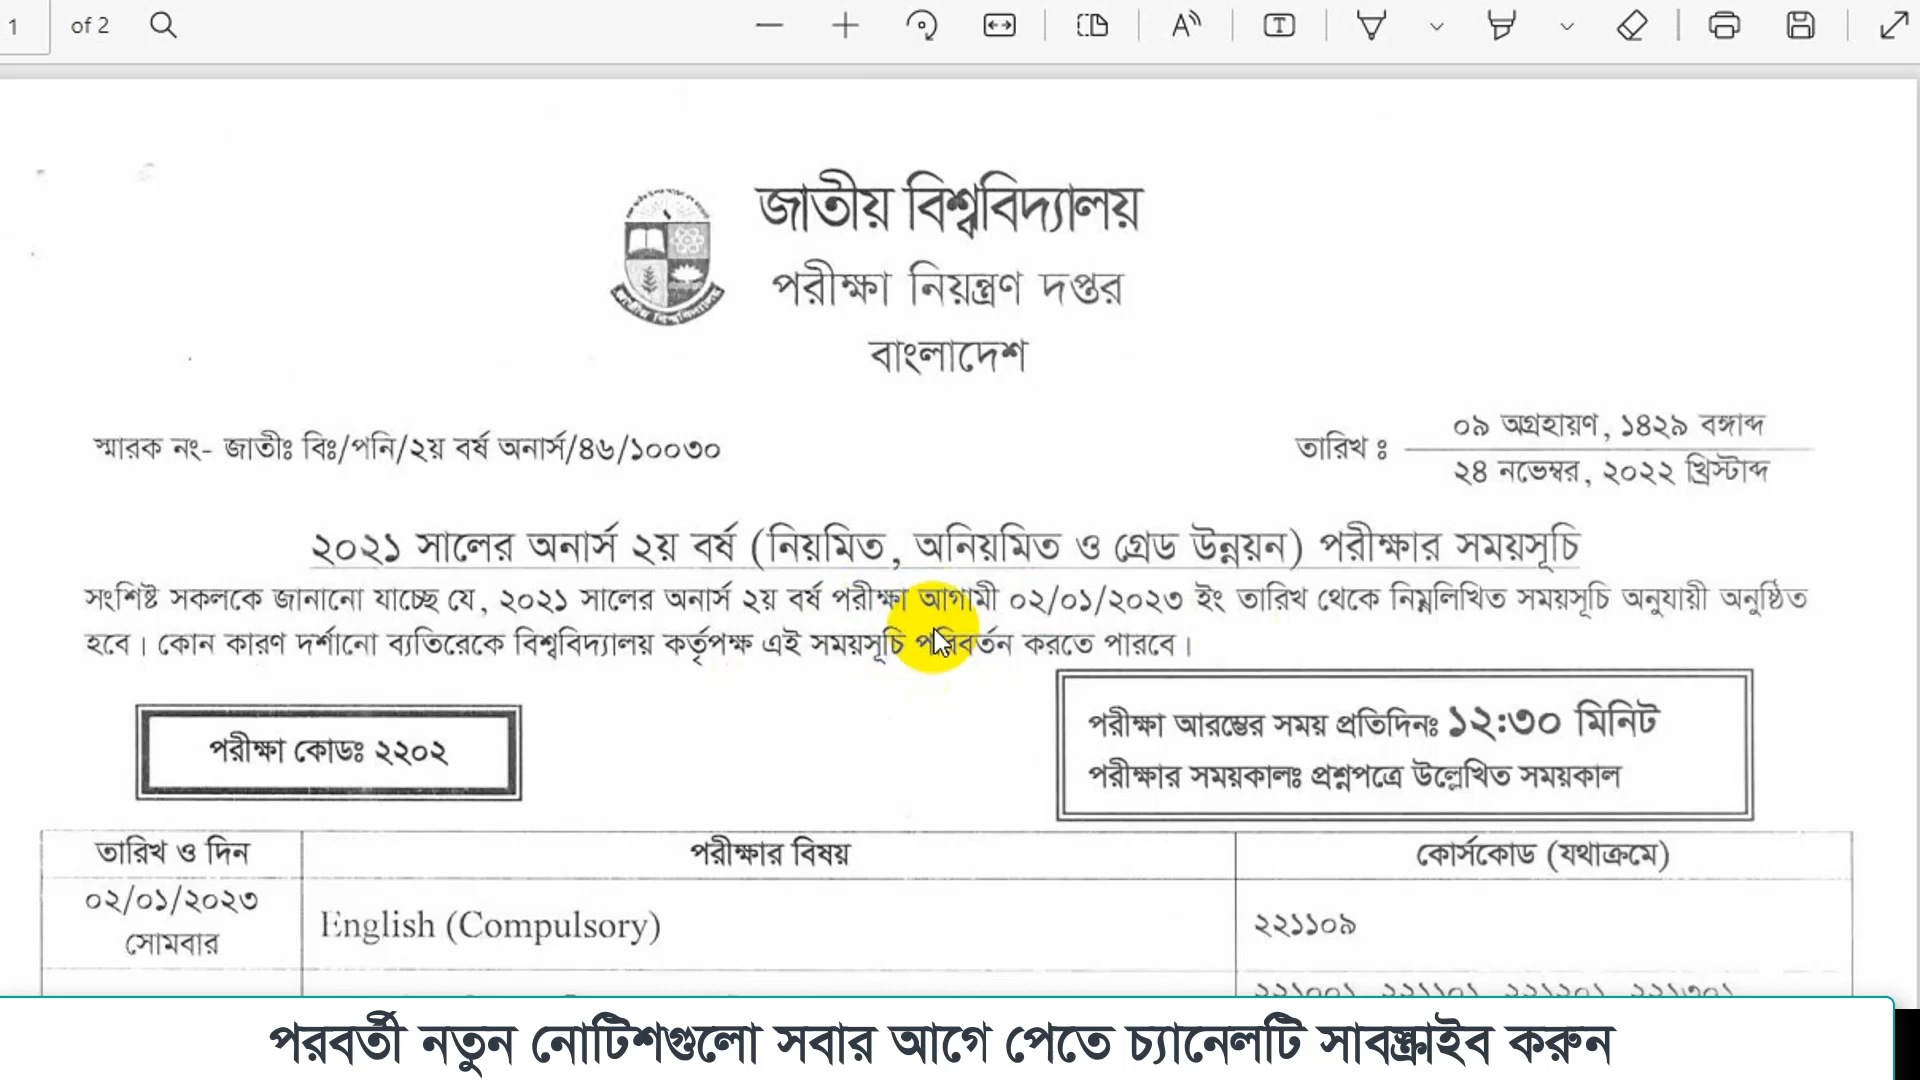 1 of 2
জাতীয় বিশ্ববিদ্যালয়
পরীক্ষা নিয়ন্ত্রণ দপ্তর
বাংলাদেশ
স্মারক নং- জাতীঃ বিঃ/পনি/২য় বর্ষ অনার্স/৪৬/১০০৩০
তারিখ ঃ ০৯ অগ্রহায়ণ, ১৪২৯ বঙ্গাব্দ
২৪ নভেম্বর, ২০২২ খ্রিস্টাব্দ
২০২১ সালের অনার্স ২য় বর্ষ (নিয়মিত, অনিয়মিত ও গ্রেড উন্নয়ন) পরীক্ষার সময়সূচি
সংশিষ্ট সকলকে জানানো যাচ্ছে যে, ২০২১ সালের অনার্স ২য় বর্ষ পরীক্ষা আগামী ০২/০১/২০২৩ ইং তারিখ থেকে নিম্নলিখিত সময়সূচি অনুযায়ী অনুষ্ঠিত
হবে। কোন কারণ দর্শানো ব্যতিরেকে বিশ্ববিদ্যালয় কর্তৃপক্ষ এই সময়সূচি পরিবর্তন করতে পারবে।
পরীক্ষা কোডঃ ২২০২
পরীক্ষা আরম্ভের সময় প্রতিদিনঃ ১২:৩০ মিনিট
পরীক্ষার সময়কালঃ প্রশ্নপত্রে উল্লেখিত সময়কাল
তারিখ ও দিন পরীক্ষার বিষয় কোর্সকোড (যথাক্রমে)
০২/০১/২০২৩
সোমবার
English (Compulsory) ২২১১০৯
পরবর্তী নতুন নোটিশগুলো সবার আগে পেতে চ্যানেলটি সাবস্ক্রাইব করুন